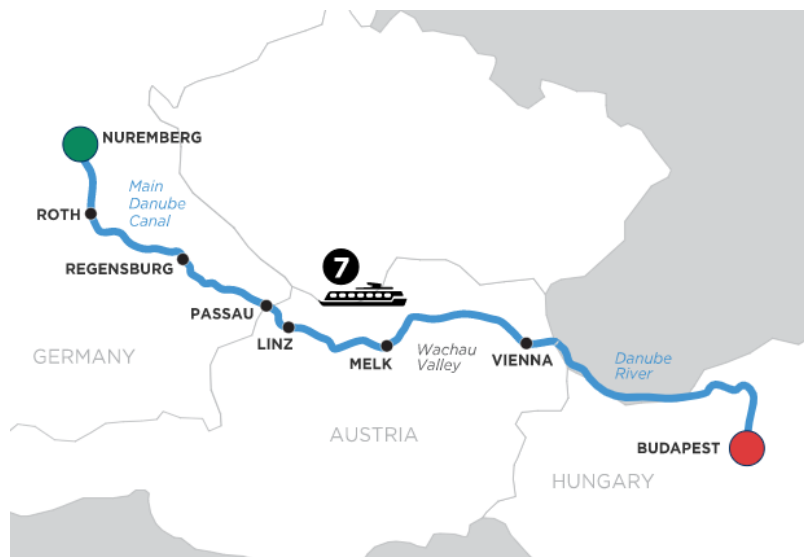 NUREMBERG
Main
Danube
Canal
ROTH
REGENSBURG
7
PASSAU
LINZ
GERMANY
MELK
Wachau
Valley
VIENNA
Danube
River
AUSTRIA
BUDAPEST
HUNGARY